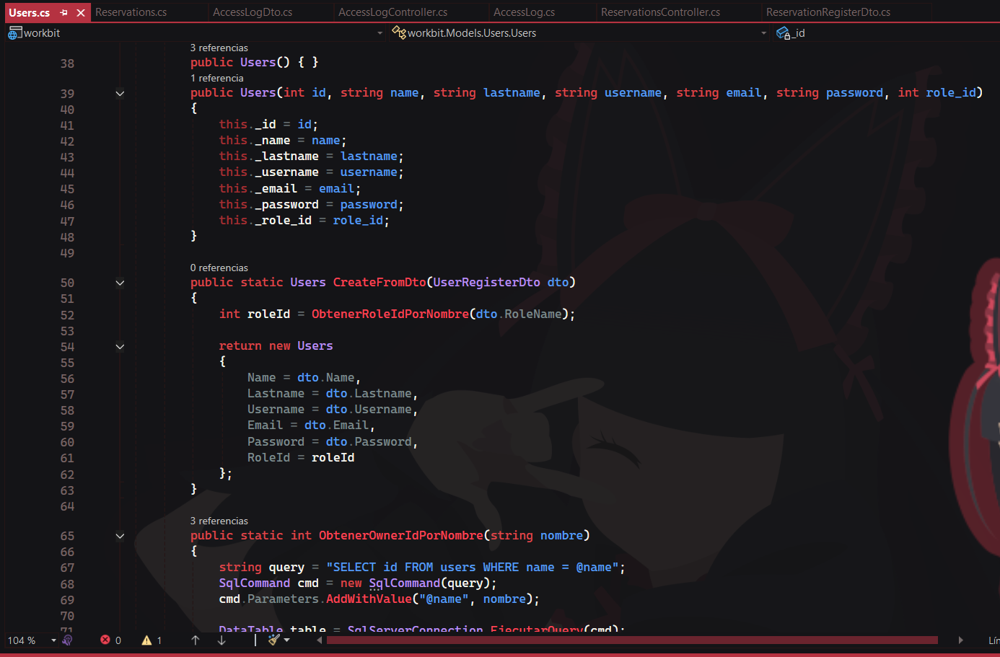 Users.cs
Reservations.cs
AccessLogDto.cs
AccessLogController.cs
AccessLog.cs
ReservationsController.cs
ReservationRegisterDto.cs
workbit
workbit.Models.Users.Users
_id
3 referencias
38 public Users() { }
1 referencia
39 public Users(int id, string name, string lastname, string username, string email, string password, int role_id)
40 {
41 this._id = id;
42 this._name = name;
43 this._lastname = lastname;
44 this._username = username;
45 this._email = email;
46 this._password = password;
47 this._role_id = role_id;
48 }
49
0 referencias
50 public static Users CreateFromDto(UserRegisterDto dto)
51 {
52 int roleId = ObtenerRoleIdPorNombre(dto.RoleName);
53
54 return new Users
55 {
56 Name = dto.Name,
57 Lastname = dto.Lastname,
58 Username = dto.Username,
59 Email = dto.Email,
60 Password = dto.Password,
61 RoleId = roleId
62 };
63 }
64
3 referencias
65 public static int ObtenerOwnerIdPorNombre(string nombre)
66 {
67 string query = "SELECT id FROM users WHERE name = @name";
68 SqlCommand cmd = new SqlCommand(query);
69 cmd.Parameters.AddWithValue("@name", nombre);
70
71 DataTable table = SqlServerConnection.EjecutarQuery(cmd);
104 %
0
1
Lín